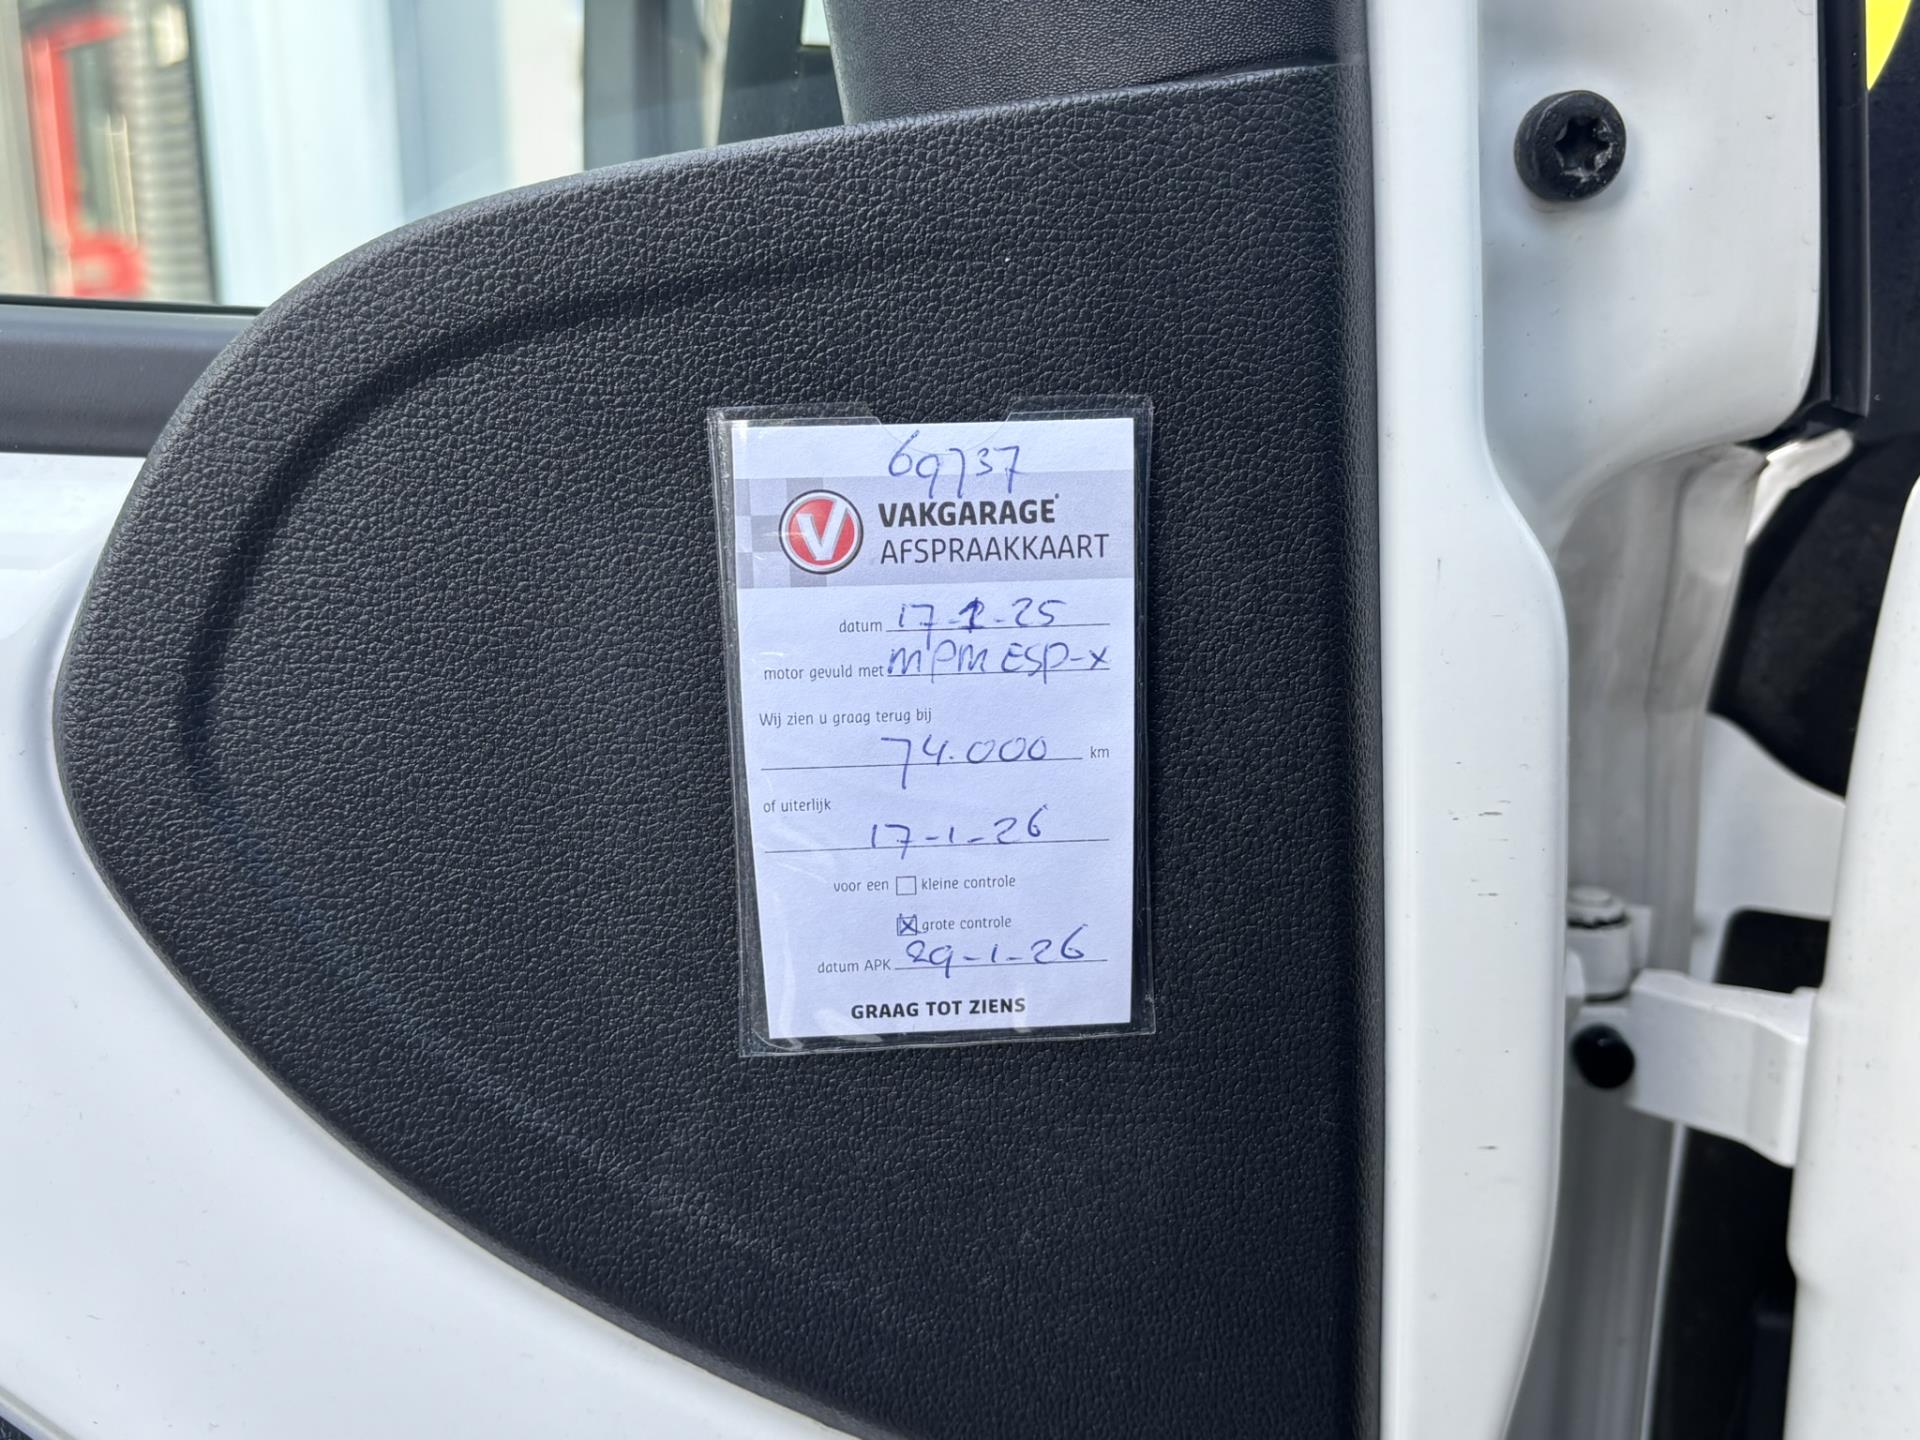 69737
V
VAKGARAGE
AFSPRAAKKAART
datum 17-1-25
motor gevuld met MPM ESP-X
Wij zien u graag terug bij
74.000 km
of uiterlijk
17-1-26
voor een kleine controle
grote controle
datum APK 29-1-26
GRAAG TOT ZIENS